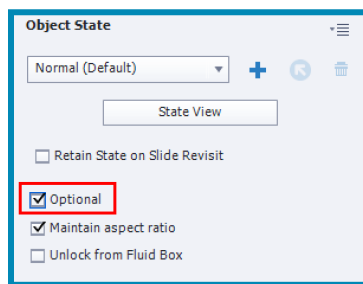 Object State
Normal (Default)
State View
Retain State on Slide Revisit
Optional
Maintain aspect ratio
Unlock from Fluid Box